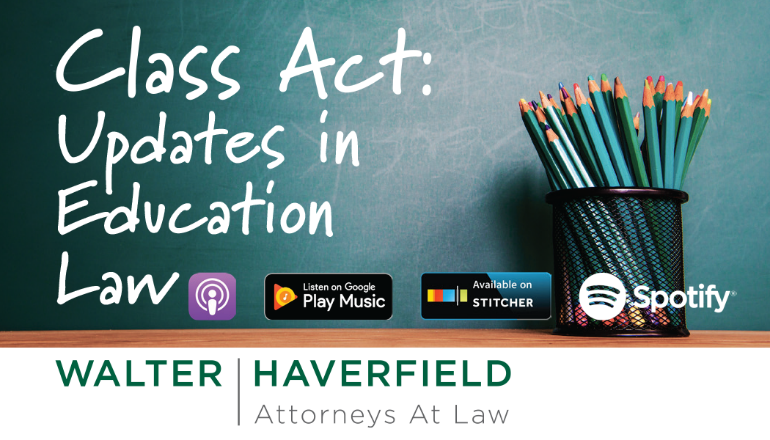 Class Act:
Updates in
Education
Law
Listen on Google
Play Music
Available on
STITCHER
Spotify®
WALTER | HAVERFIELD
Attorneys At Law